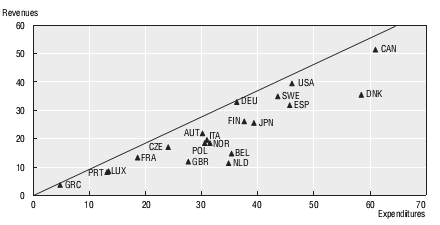 Revenues
60
CAN
50
40
USA
DEU
SWE
DNK
ESP
30
FIN
JPN
AUT
ITA
20
CZE
POL
NOR
FRA
BEL
GBR
NLD
10
PRT
LUX
GRC
0
0 10 20 30 40 50 60 70
Expenditures